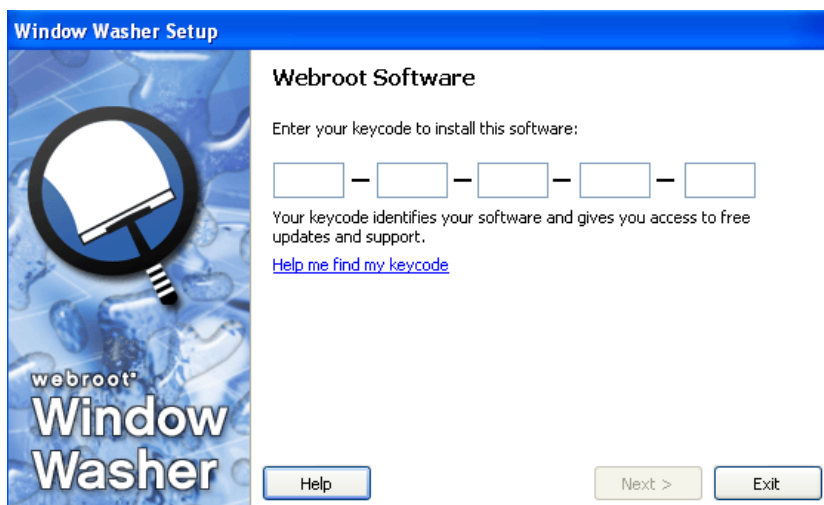 Window Washer Setup
Webroot Software
Enter your keycode to install this software:
– – – –
Your keycode identifies your software and gives you access to free
updates and support.
Help me find my keycode
webroot®
Window
Washer
Help Next > Exit